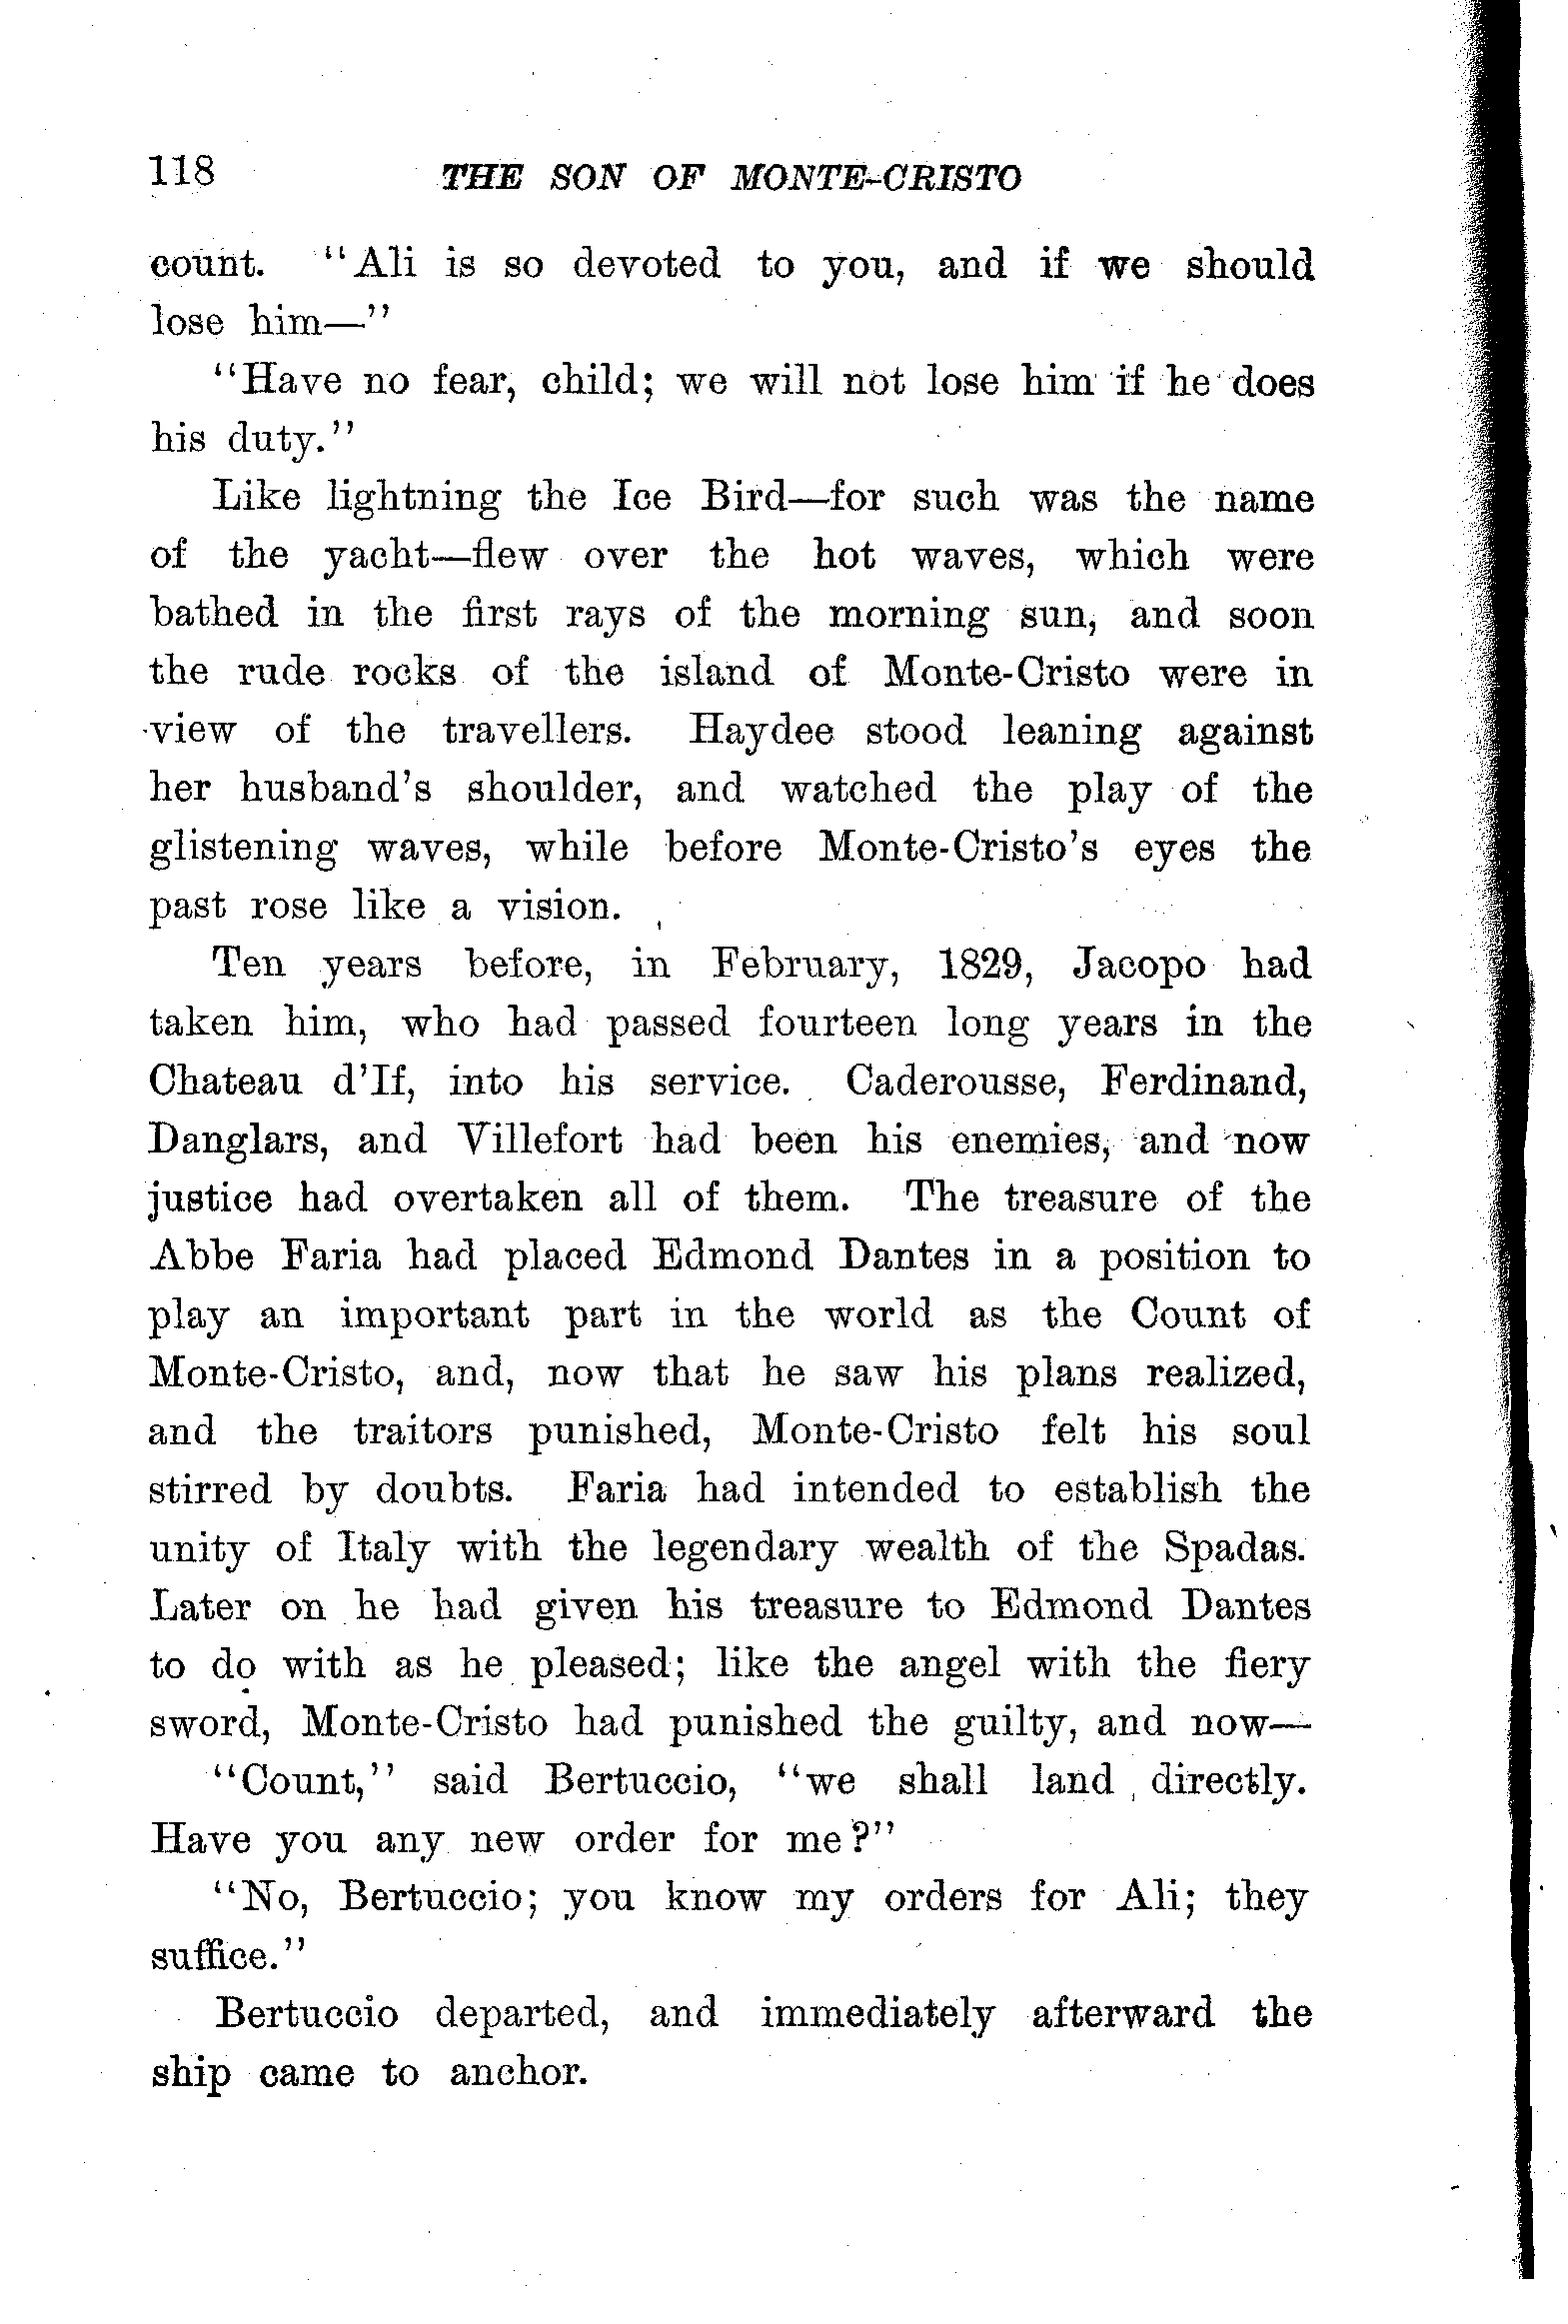 118 THE SON OF MONTE-CRISTO
count. "Ali is so devoted to you, and if we should
lose him—"
"Have no fear, child; we will not lose him if he does
his duty."
Like lightning the Ice Bird—for such was the name
of the yacht—flew over the hot waves, which were
bathed in the first rays of the morning sun, and soon
the rude rocks of the island of Monte-Cristo were in
view of the travellers. Haydee stood leaning against
her husband's shoulder, and watched the play of the
glistening waves, while before Monte-Cristo's eyes the
past rose like a vision.
Ten years before, in February, 1829, Jacopo had
taken him, who had passed fourteen long years in the
Chateau d'If, into his service. Caderousse, Ferdinand,
Danglars, and Villefort had been his enemies, and now
justice had overtaken all of them. The treasure of the
Abbe Faria had placed Edmond Dantes in a position to
play an important part in the world as the Count of
Monte-Cristo, and, now that he saw his plans realized,
and the traitors punished, Monte-Cristo felt his soul
stirred by doubts. Faria had intended to establish the
unity of Italy with the legendary wealth of the Spadas.
Later on he had given his treasure to Edmond Dantes
to do with as he pleased; like the angel with the fiery
sword, Monte-Cristo had punished the guilty, and now—
"Count," said Bertuccio, "we shall land directly.
Have you any new order for me?"
"No, Bertuccio; you know my orders for Ali; they
suffice."
Bertuccio departed, and immediately afterward the
ship came to anchor.